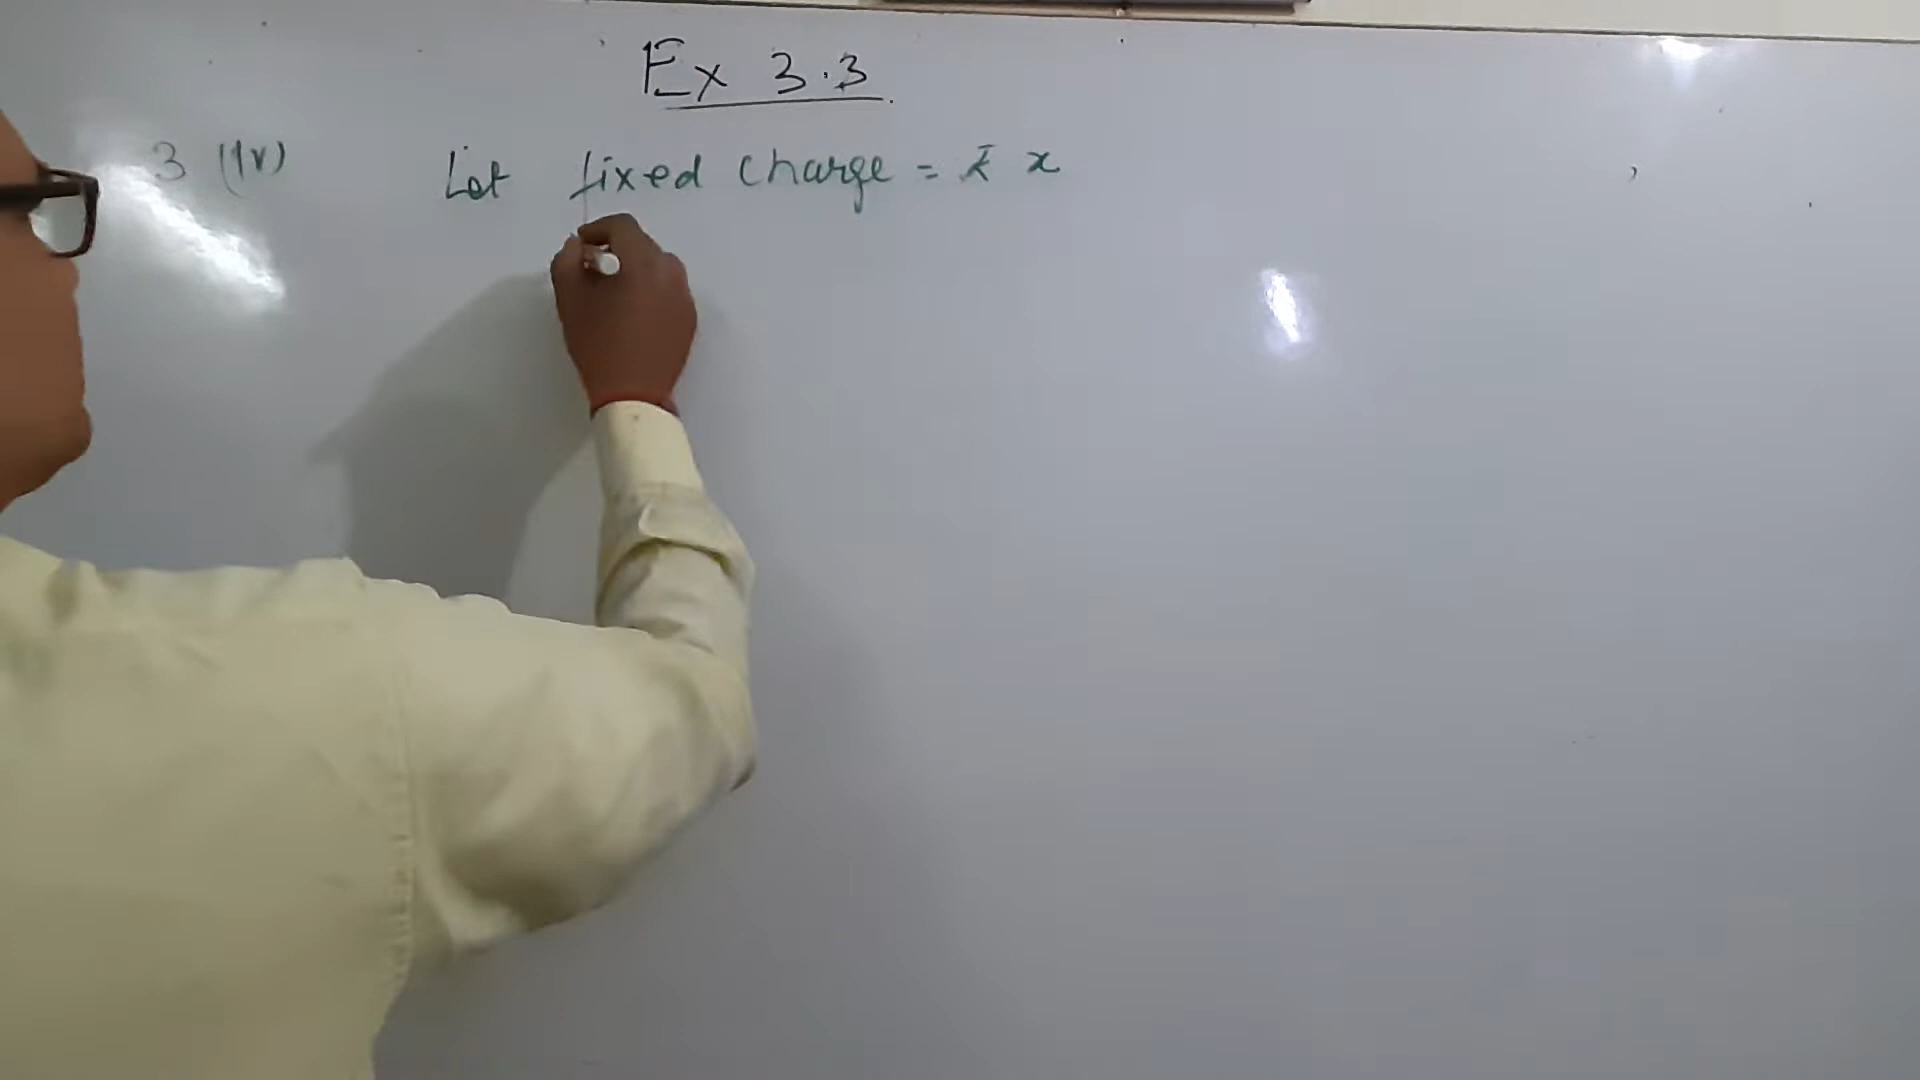 Ex 3.3
3 (iv) Let fixed charge = ₹ x